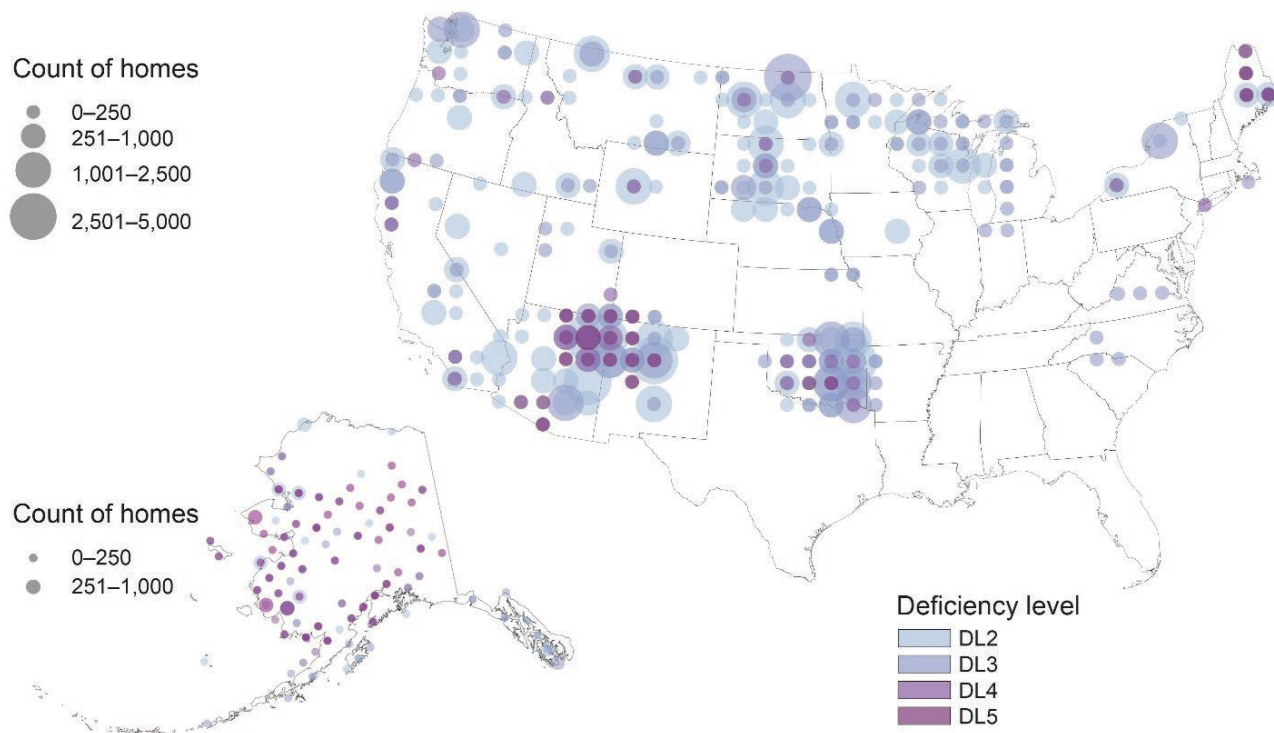 Count of homes
0–250
251–1,000
1,001–2,500
2,501–5,000
Count of homes
0–250
251–1,000
Deficiency level
DL2
DL3
DL4
DL5